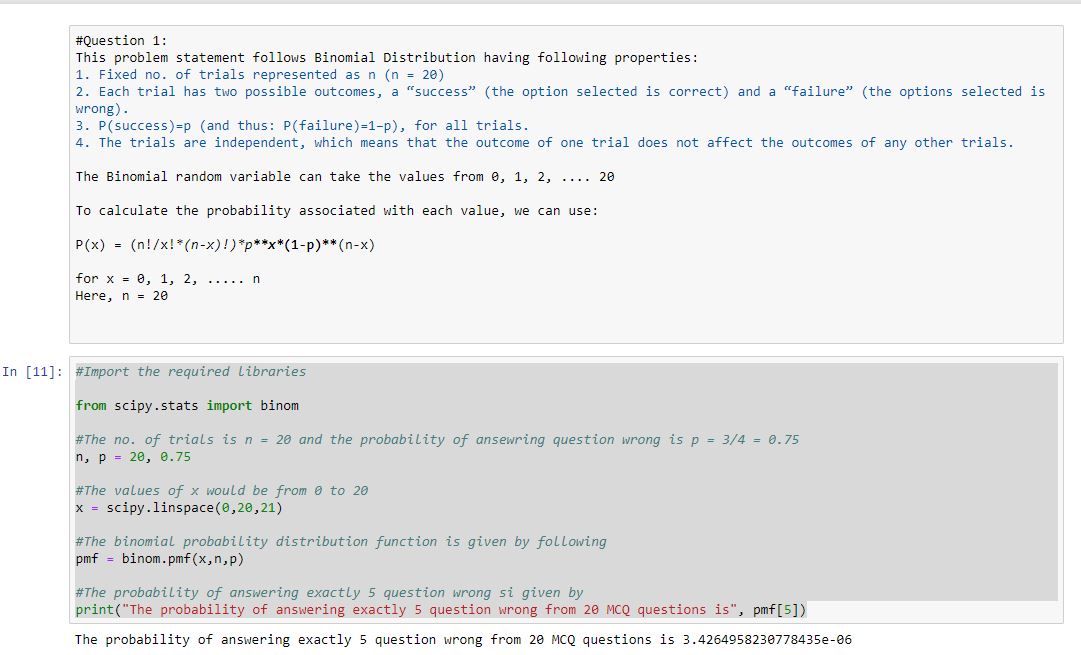 #Question 1:
This problem statement follows Binomial Distribution having following properties:
1. Fixed no. of trials represented as n (n = 20)
2. Each trial has two possible outcomes, a “success” (the option selected is correct) and a “failure” (the options selected is
wrong).
3. P(success)=p (and thus: P(failure)=1–p), for all trials.
4. The trials are independent, which means that the outcome of one trial does not affect the outcomes of any other trials.
The Binomial random variable can take the values from 0, 1, 2, .... 20
To calculate the probability associated with each value, we can use:
P(x) = (n!/x!*(n-x)!)*p**x*(1-p)**(n-x)
for x = 0, 1, 2, ..... n
Here, n = 20
In [11]: #Import the required libraries
from scipy.stats import binom
#The no. of trials is n = 20 and the probability of ansewring question wrong is p = 3/4 = 0.75
n, p = 20, 0.75
#The values of x would be from 0 to 20
x = scipy.linspace(0,20,21)
#The binomial probability distribution function is given by following
pmf = binom.pmf(x,n,p)
#The probability of answering exactly 5 question wrong si given by
print("The probability of answering exactly 5 question wrong from 20 MCQ questions is", pmf[5])
The probability of answering exactly 5 question wrong from 20 MCQ questions is 3.4264958230778435e-06